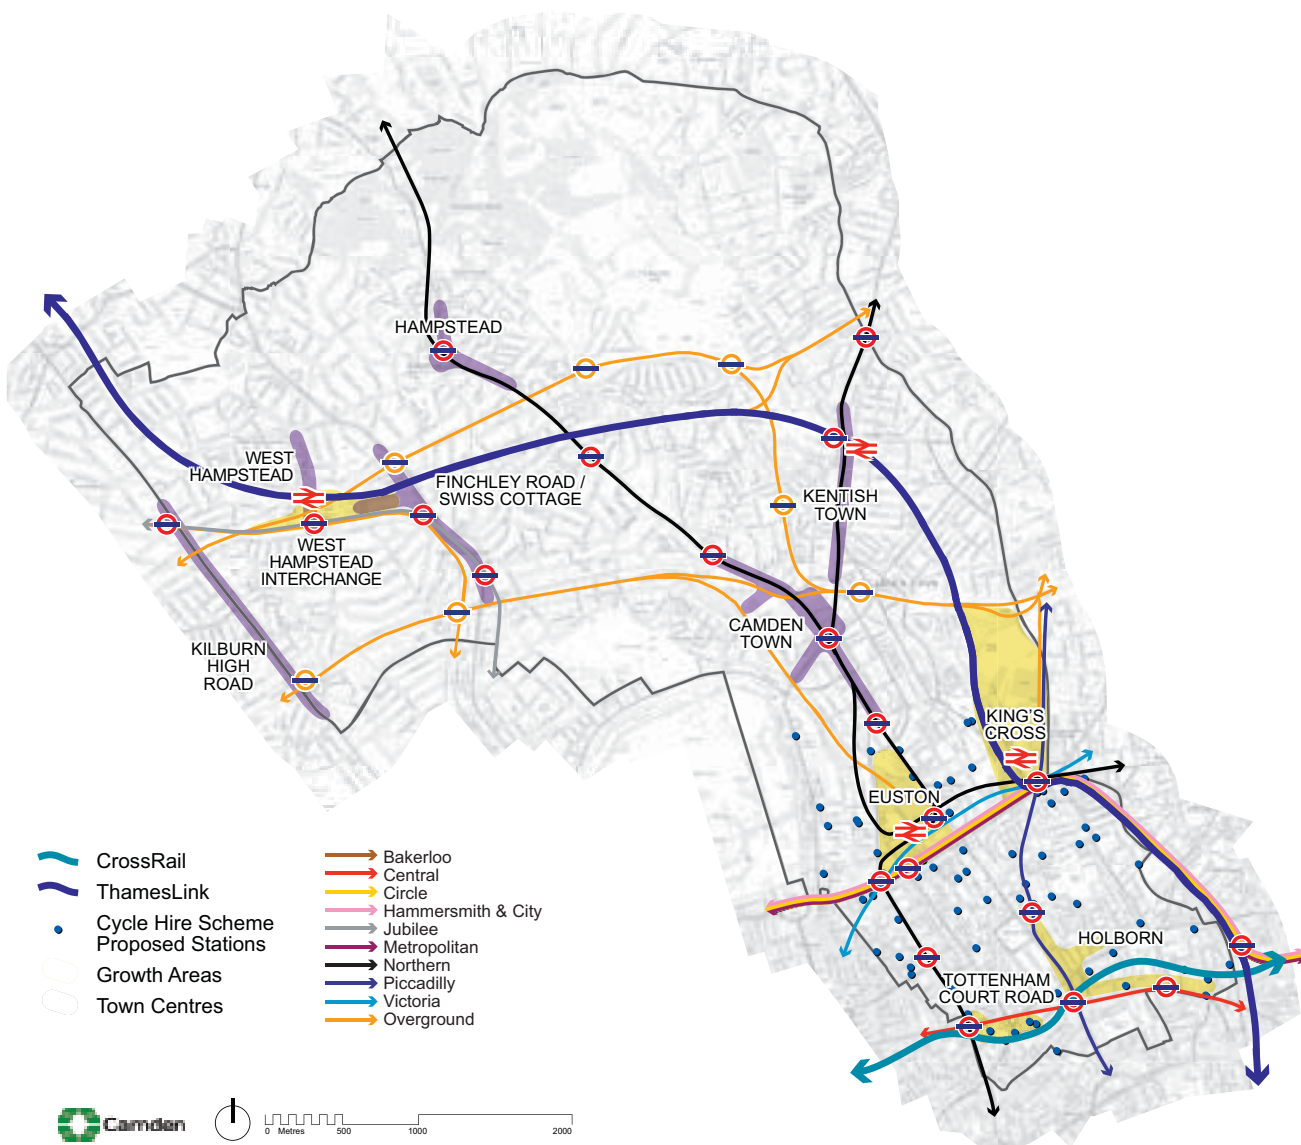 HAMPSTEAD
WEST
HAMPSTEAD
FINCHLEY ROAD /
SWISS COTTAGE
KENTISH
TOWN
WEST
HAMPSTEAD
INTERCHANGE
CAMDEN
TOWN
KILBURN
HIGH
ROAD
KING'S
CROSS
EUSTON
HOLBORN
TOTTENHAM
COURT ROAD
CrossRail
ThamesLink
Cycle Hire Scheme
Proposed Stations
Growth Areas
Town Centres
Bakerloo
Central
Circle
Hammersmith & City
Jubilee
Metropolitan
Northern
Piccadilly
Victoria
Overground
Camden
0 Metres 500 1000 2000